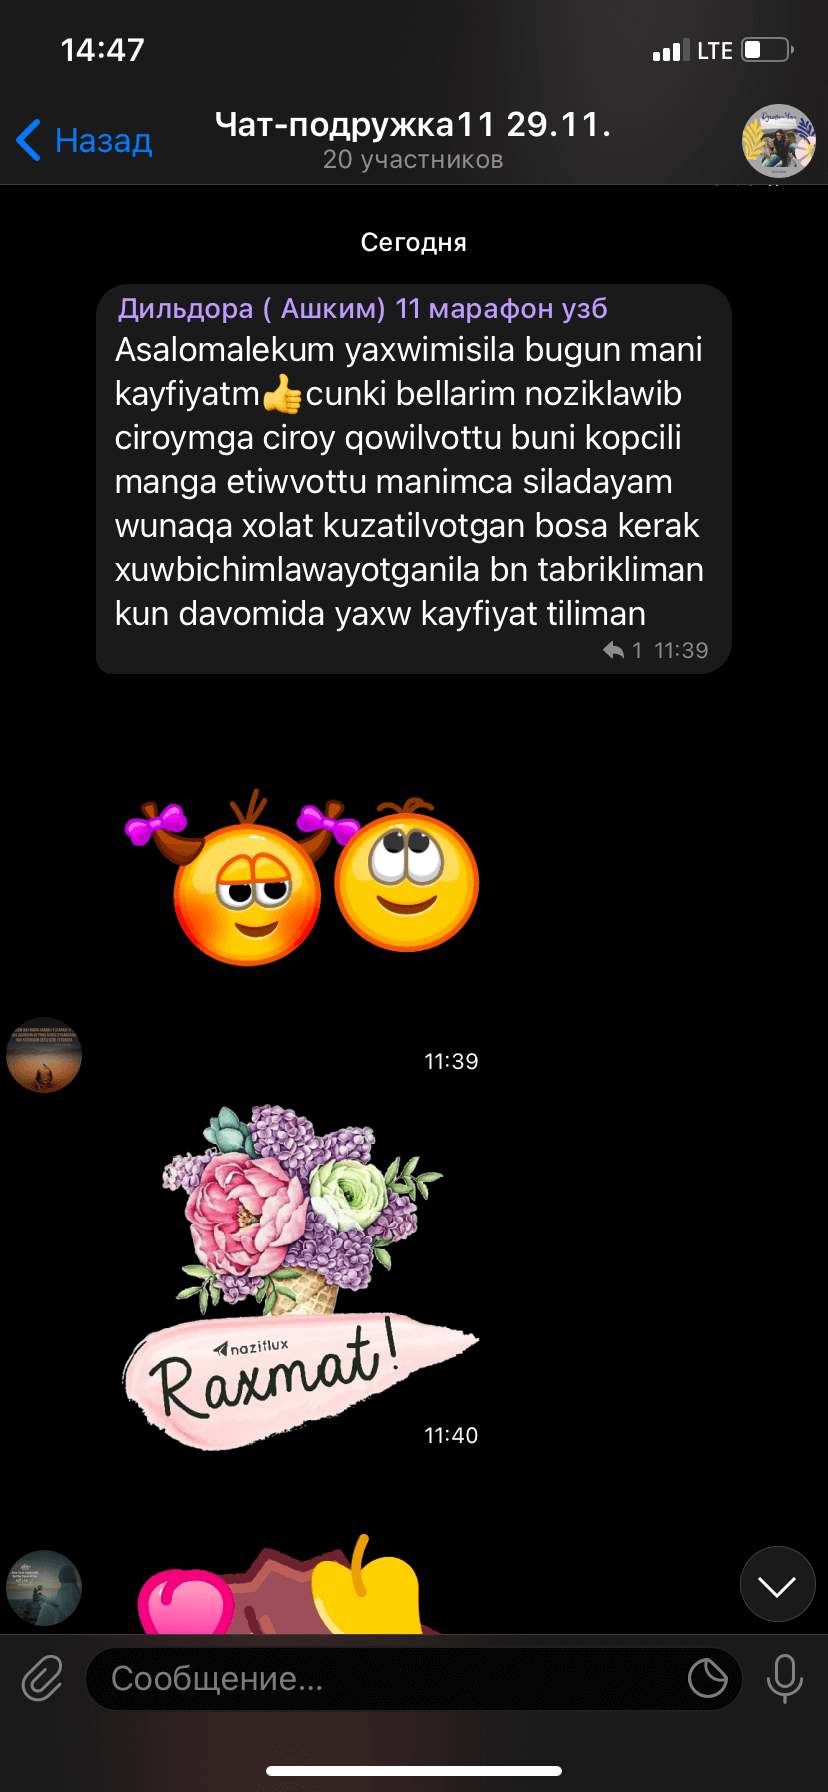 14:47
LTE
Назад
Чат-подружка11 29.11.
20 участников
Сегодня
Дильдора ( Ашким) 11 марафон узб
Asalomalekum yaxwimisila bugun mani
kayfiyatm👍cunki bellarim noziklawib
ciroymga ciroy qowilvottu buni kopcili
manga etiwvottu manimca siladayam
wunaqa xolat kuzatilvotgan bosa kerak
xuwbichimlawayotganila bn tabrikliman
kun davomida yaxw kayfiyat tiliman
1 11:39
11:39
naziflux
Raxmat!
11:40
Сообщение...